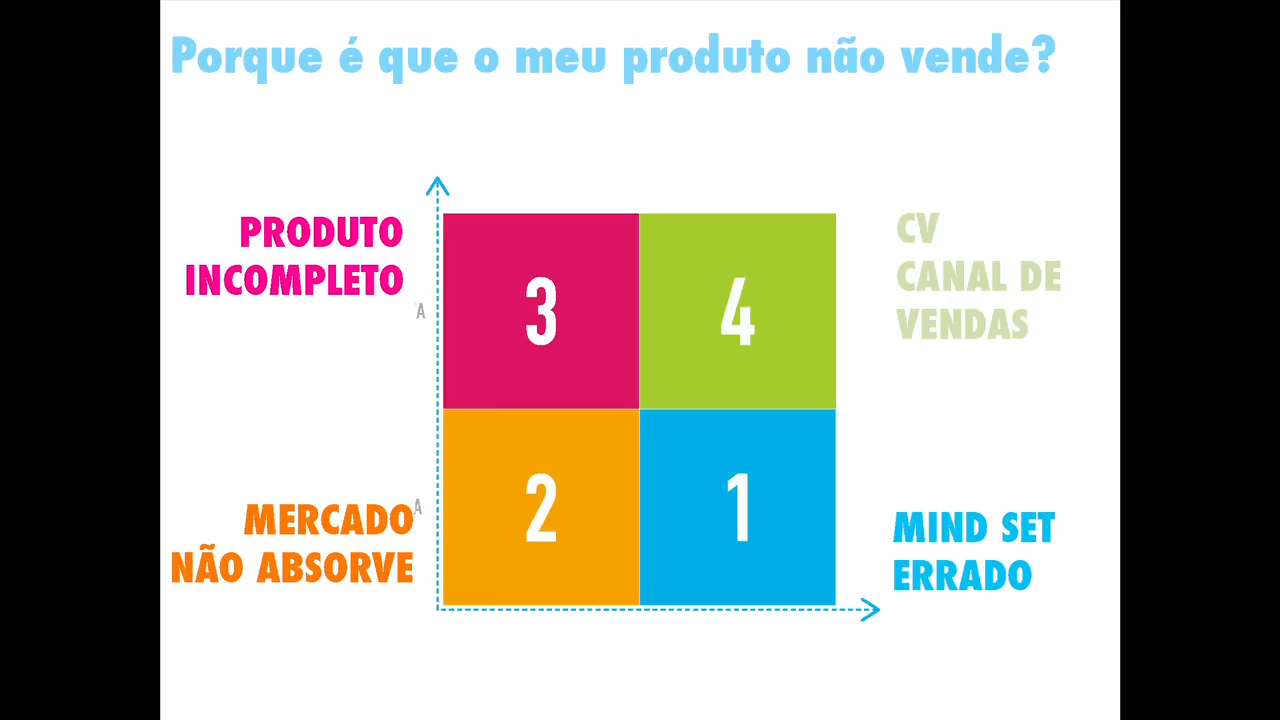 Porque é que o meu produto não vende?
PRODUTO
INCOMPLETO
3
4
CV
CANAL DE
VENDAS
A
MERCADO
NÃO ABSORVE
A
2
1
MIND SET
ERRADO